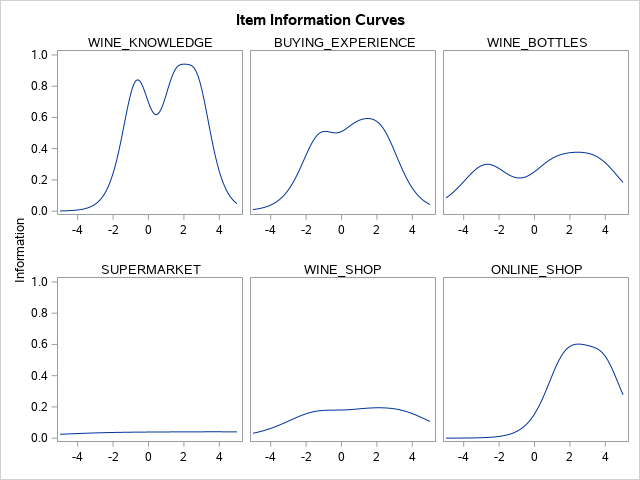 Item Information Curves
WINE_KNOWLEDGE BUYING_EXPERIENCE WINE_BOTTLES
1.0
0.8
0.6
0.4
0.2
0.0
-4 -2 0 2 4 -4 -2 0 2 4 -4 -2 0 2 4
Information
SUPERMARKET WINE_SHOP ONLINE_SHOP
1.0
0.8
0.6
0.4
0.2
0.0
-4 -2 0 2 4 -4 -2 0 2 4 -4 -2 0 2 4